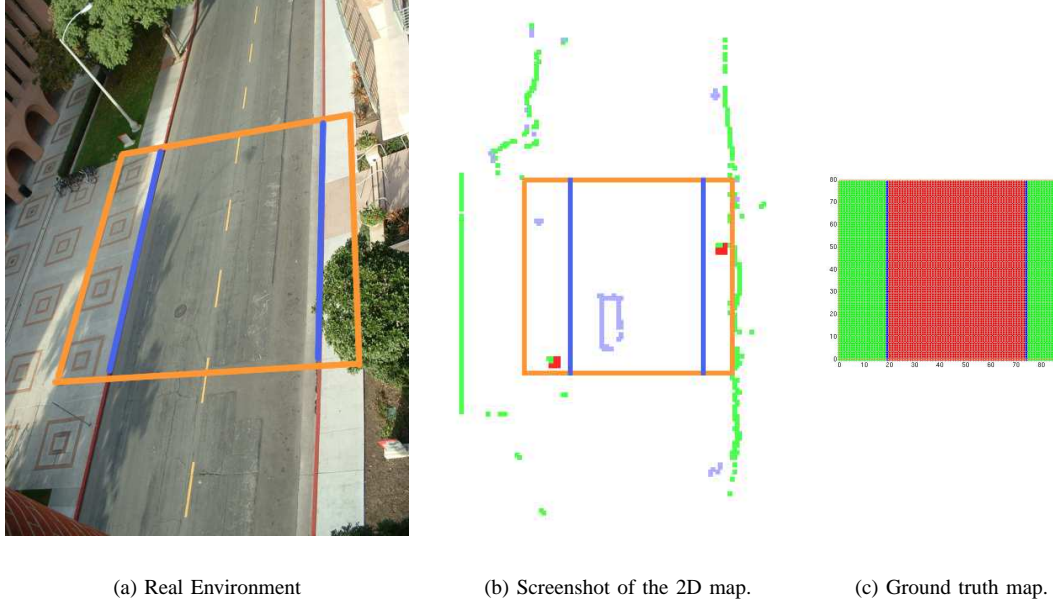 80
70
60
50
40
30
20
10
0
0 10 20 30 40 50 60 70 80
(a) Real Environment
(b) Screenshot of the 2D map.
(c) Ground truth map.